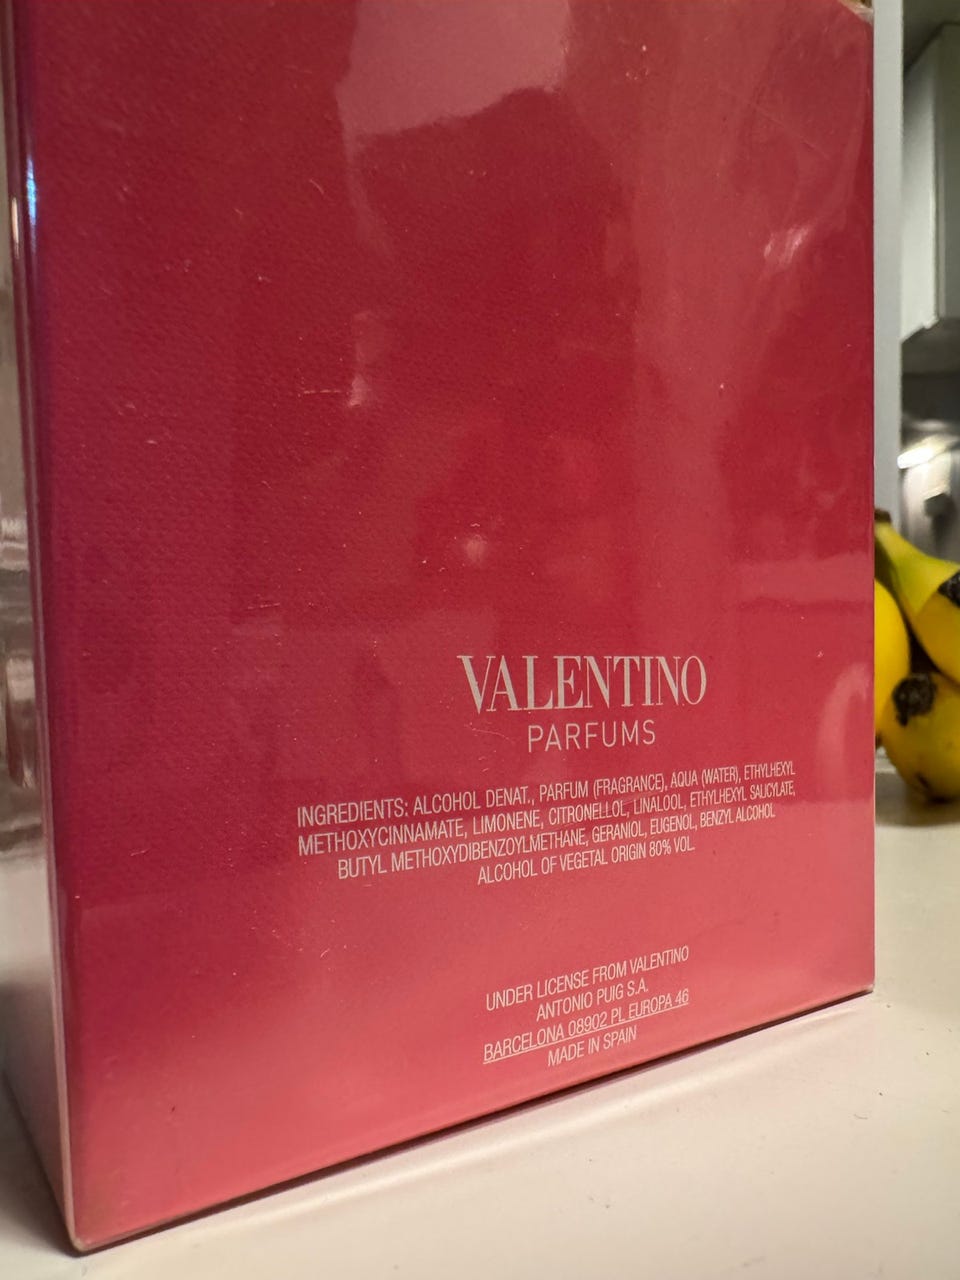 VALENTINO
PARFUMS
INGREDIENTS: ALCOHOL DENAT., PARFUM (FRAGRANCE), AQUA (WATER), ETHYLHEXYL
METHOXYCINNAMATE, LIMONENE, CITRONELLOL, LINALOOL, ETHYLHEXYL SALICYLATE,
BUTYL METHOXYDIBENZOYLMETHANE, GERANIOL, EUGENOL, BENZYL ALCOHOL
ALCOHOL OF VEGETAL ORIGIN 80% VOL.
UNDER LICENSE FROM VALENTINO
ANTONIO PUIG S.A.
BARCELONA 08902 PL EUROPA 46
MADE IN SPAIN